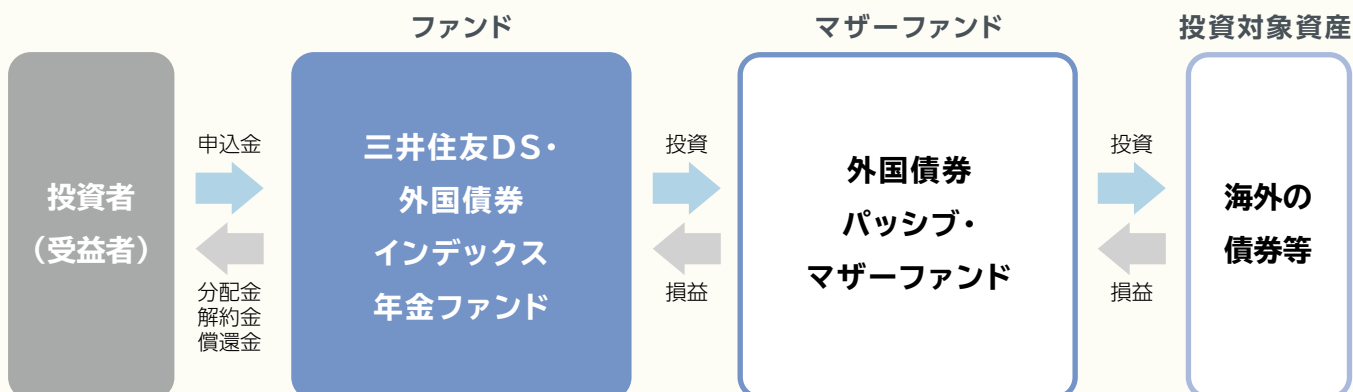 ファンド
マザーファンド
投資対象資産
投資者
（受益者）
申込金
分配金
解約金
償還金
三井住友DS・
外国債券
インデックス
年金ファンド
投資
損益
外国債券
パッシブ・
マザーファンド
投資
損益
海外の
債券等